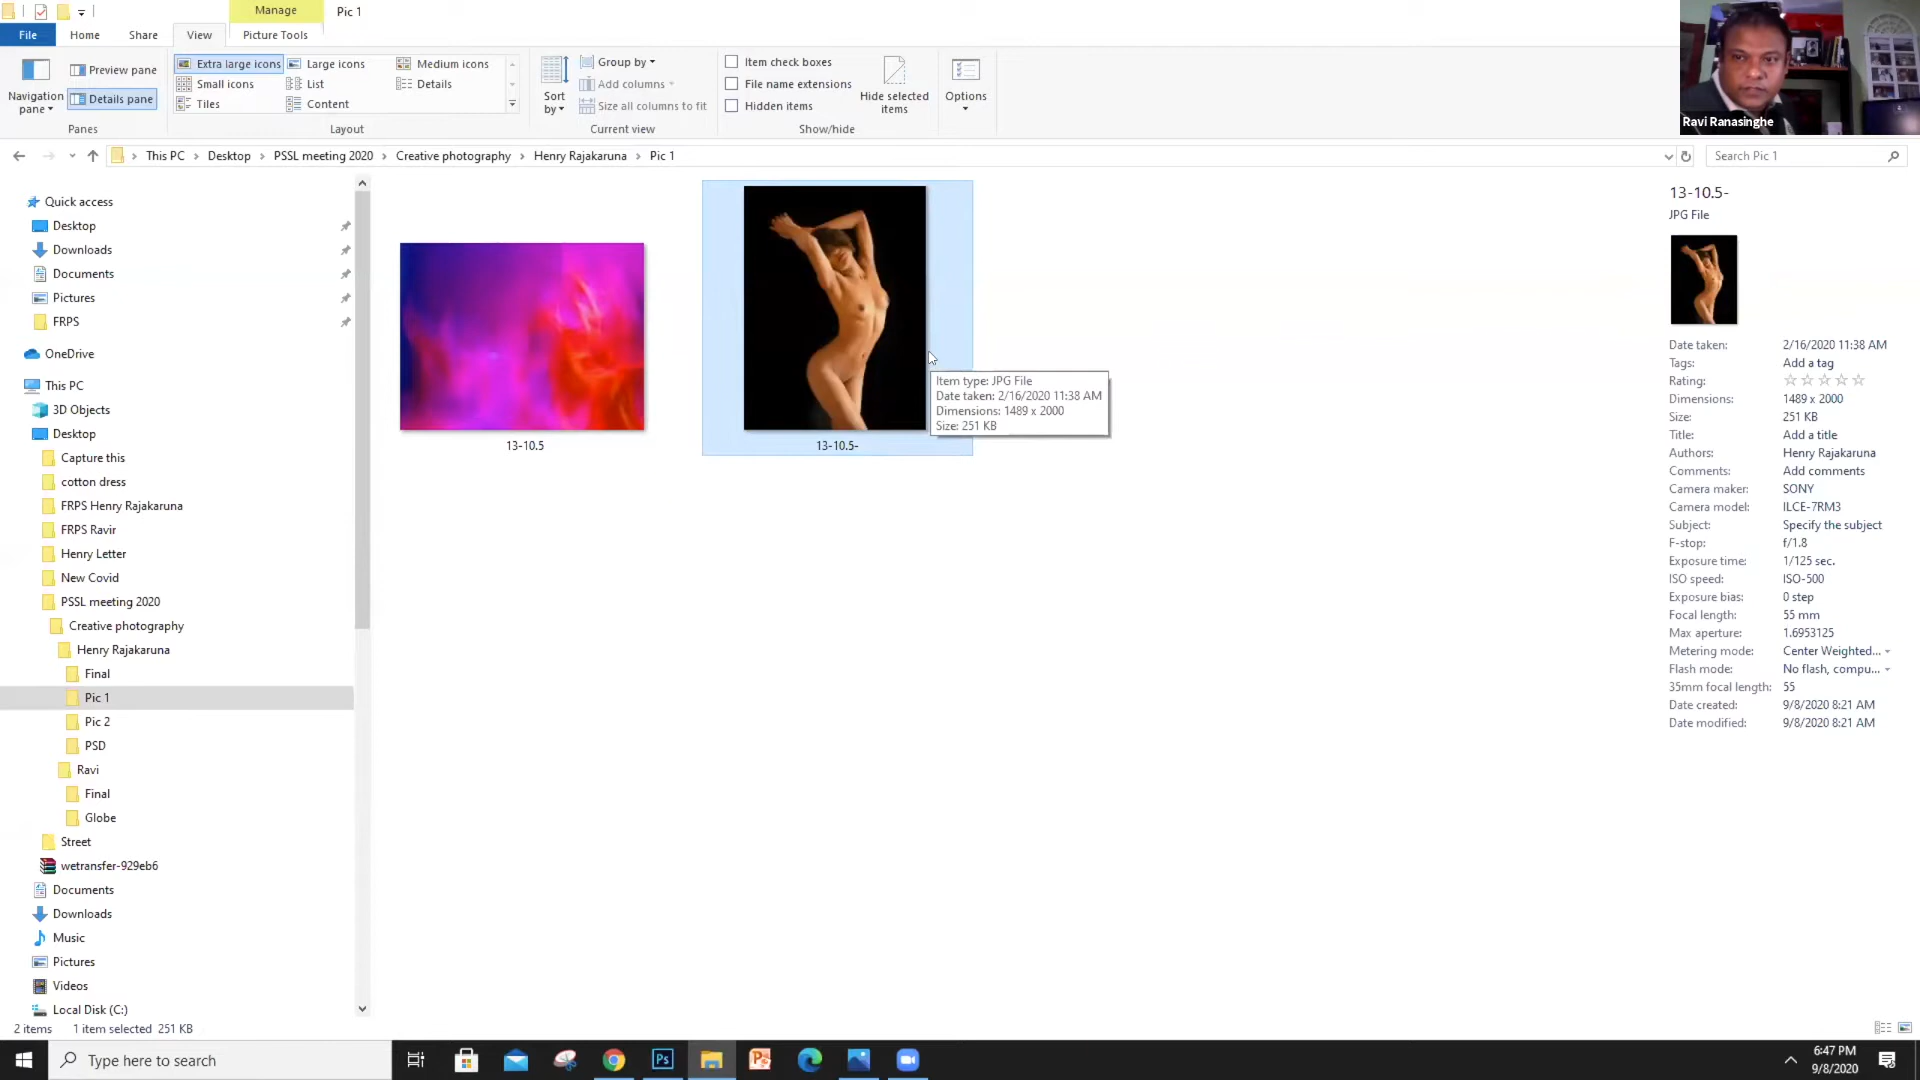 Manage
Pic 1
File
Home
Share
View
Picture Tools
Navigation pane
Preview pane
Details pane
Panes
Extra large icons
Large icons
Medium icons
Small icons
List
Details
Tiles
Content
Layout
Sort by
Group by
Add columns
Size all columns to fit
Current view
Item check boxes
File name extensions
Hidden items
Hide selected items
Show/hide
Options
Ravi Ranasinghe
This PC > Desktop > PSSL meeting 2020 > Creative photography > Henry Rajakaruna > Pic 1
Search Pic 1
Quick access
Desktop
Downloads
Documents
Pictures
FRPS
OneDrive
This PC
3D Objects
Desktop
Capture this
cotton dress
FRPS Henry Rajakaruna
FRPS Ravir
Henry Letter
New Covid
PSSL meeting 2020
Creative photography
Henry Rajakaruna
Final
Pic 1
Pic 2
PSD
Ravi
Final
Globe
Street
wetransfer-929eb6
Documents
Downloads
Music
Pictures
Videos
Local Disk (C:)
13-10.5
13-10.5-
Item type: JPG File
Date taken: 2/16/2020 11:38 AM
Dimensions: 1489 x 2000
Size: 251 KB
13-10.5-
JPG File
Date taken: 2/16/2020 11:38 AM
Tags: Add a tag
Rating:
Dimensions: 1489 x 2000
Size: 251 KB
Title: Add a title
Authors: Henry Rajakaruna
Comments: Add comments
Camera maker: SONY
Camera model: ILCE-7RM3
Subject: Specify the subject
F-stop: f/1.8
Exposure time: 1/125 sec.
ISO speed: ISO-500
Exposure bias: 0 step
Focal length: 55 mm
Max aperture: 1.6953125
Metering mode: Center Weighted...
Flash mode: No flash, compu...
35mm focal length: 55
Date created: 9/8/2020 8:21 AM
Date modified: 9/8/2020 8:21 AM
2 items 1 item selected 251 KB
Type here to search
Ps
6:47 PM
9/8/2020